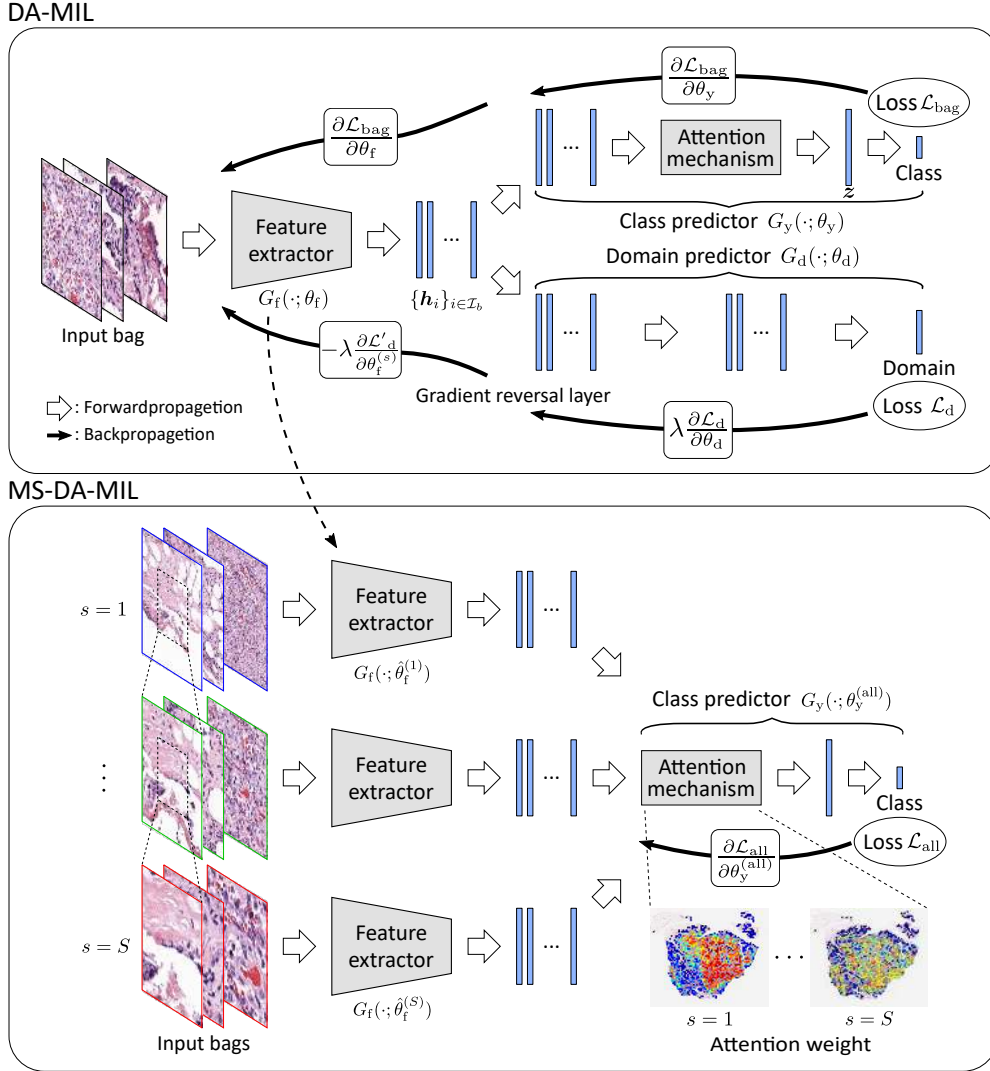 DA-MIL
∂ℒ_bag/∂θ_y
Loss ℒ_bag
∂ℒ_bag/∂θ_f
...
Attention
mechanism
z
Class
Feature
extractor
...
Class predictor G_y(·; θ_y)
Domain predictor G_d(·; θ_d)
G_f(·; θ_f)
{h_i}_{i∈ℐ_b}
Input bag
−λ ∂ℒ'_d/∂θ_f^(s)
...
...
Domain
Gradient reversal layer
Loss ℒ_d
: Forwardpropagetion
: Backpropagetion
λ ∂ℒ_d/∂θ_d
MS-DA-MIL
s = 1
Feature
extractor
...
G_f(·; θ̂_f^(1))
Class predictor G_y(·; θ_y^(all))
⋮
Feature
extractor
...
Attention
mechanism
Class
Loss ℒ_all
∂ℒ_all/∂θ_y^(all)
s = S
Feature
extractor
...
G_f(·; θ̂_f^(S))
...
s = 1
s = S
Input bags
Attention weight